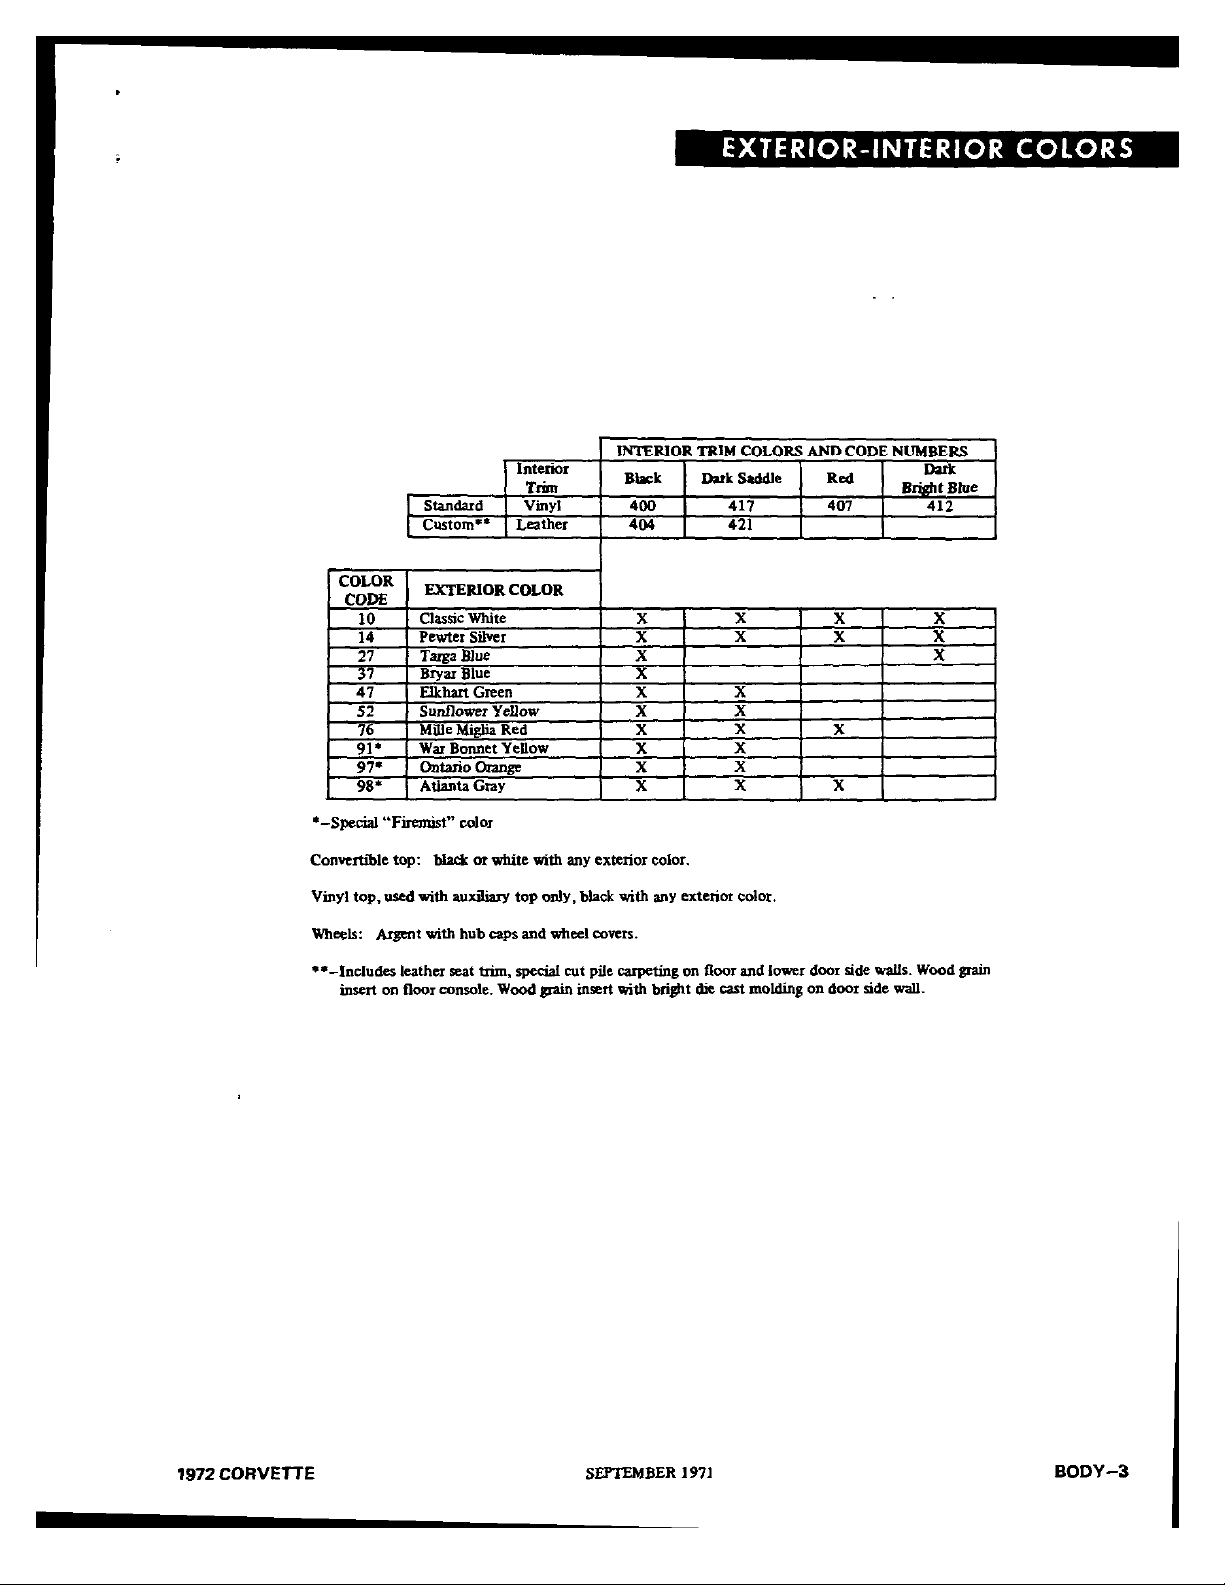 EXTERIOR-INTERIOR COLORS
INTERIOR TRIM COLORS AND CODE NUMBERS
Interior Trim Black Dark Saddle Red Dark Bright Blue
Standard Vinyl 400 417 407 412
Custom** Leather 404 421
COLOR CODE EXTERIOR COLOR
10 Classic White X X X X
14 Pewter Silver X X X X
27 Targa Blue X X
37 Bryar Blue X
47 Elkhart Green X X
52 Sunflower Yellow X X
76 Mille Miglia Red X X X
91* War Bonnet Yellow X X
97* Ontario Orange X X
98* Atlanta Gray X X X
*–Special "Firemist" color
Convertible top: black or white with any exterior color.
Vinyl top, used with auxiliary top only, black with any exterior color.
Wheels: Argent with hub caps and wheel covers.
**–Includes leather seat trim, special cut pile carpeting on floor and lower door side walls. Wood grain
insert on floor console. Wood grain insert with bright die cast molding on door side wall.
1972 CORVETTE SEPTEMBER 1971 BODY–3